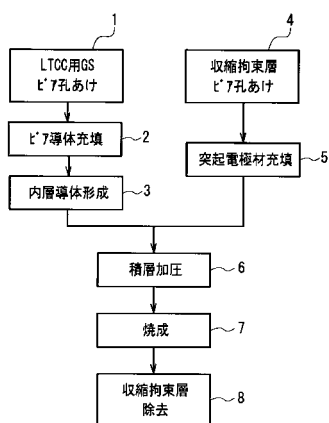 1
LTCC用GS
ビア孔あけ
4
収縮拘束層
ビア孔あけ
ビア導体充填
2
突起電極材充填
5
内層導体形成
3
積層加圧
6
焼成
7
収縮拘束層
除去
8